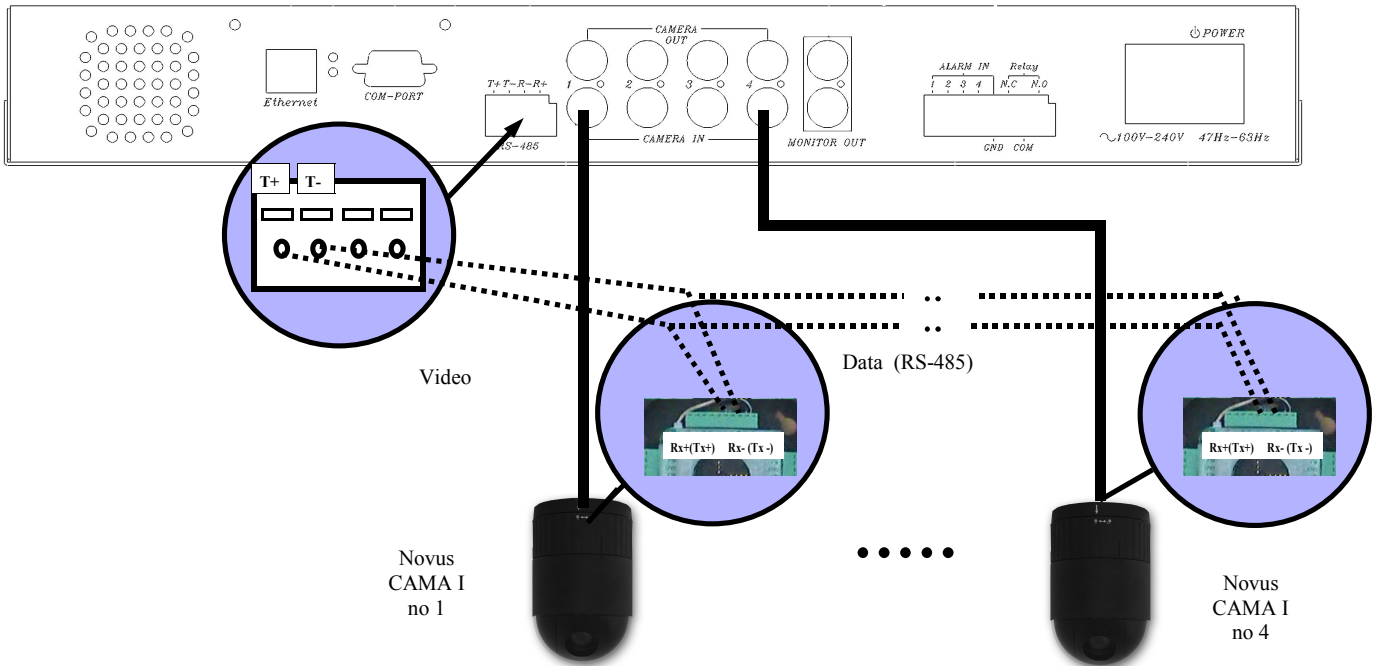 POWER
CAMERA
OUT
ALARM IN Relay
T+T-R-R+ 1 2 3 4 1 2 3 4 N.C N.O
Ethernet COM-PORT
RS-485 CAMERA IN MONITOR OUT 100V-240V 47Hz-63Hz
GND COM
T+ T-
Video Data (RS-485)
Rx+(Tx+) Rx- (Tx -) Rx+(Tx+) Rx- (Tx -)
Novus
CAMA I
no 1
Novus
CAMA I
no 4